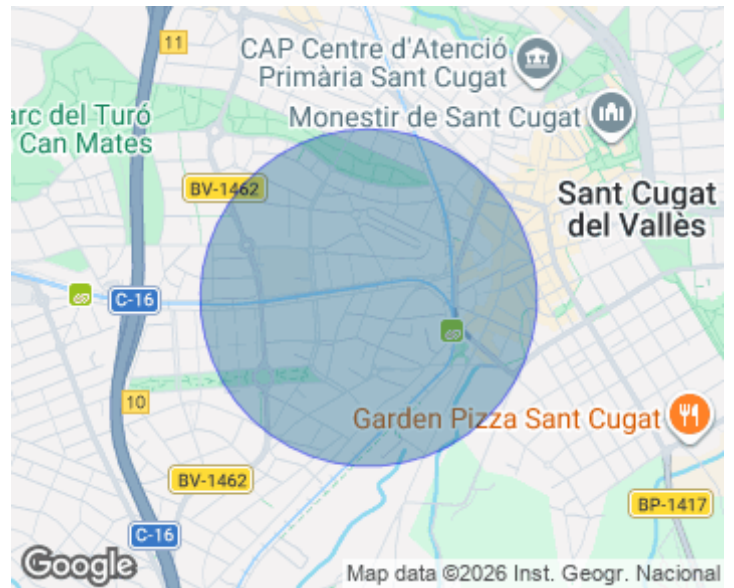 11
CAP Centre d'Atenció
Primària Sant Cugat
arc del Turó
Can Mates
Monestir de Sant Cugat
BV-1462
Sant Cugat
del Vallès
C-16
10
Garden Pizza Sant Cugat
BV-1462
BP-1417
C-16
Google
Map data ©2026 Inst. Geogr. Nacional